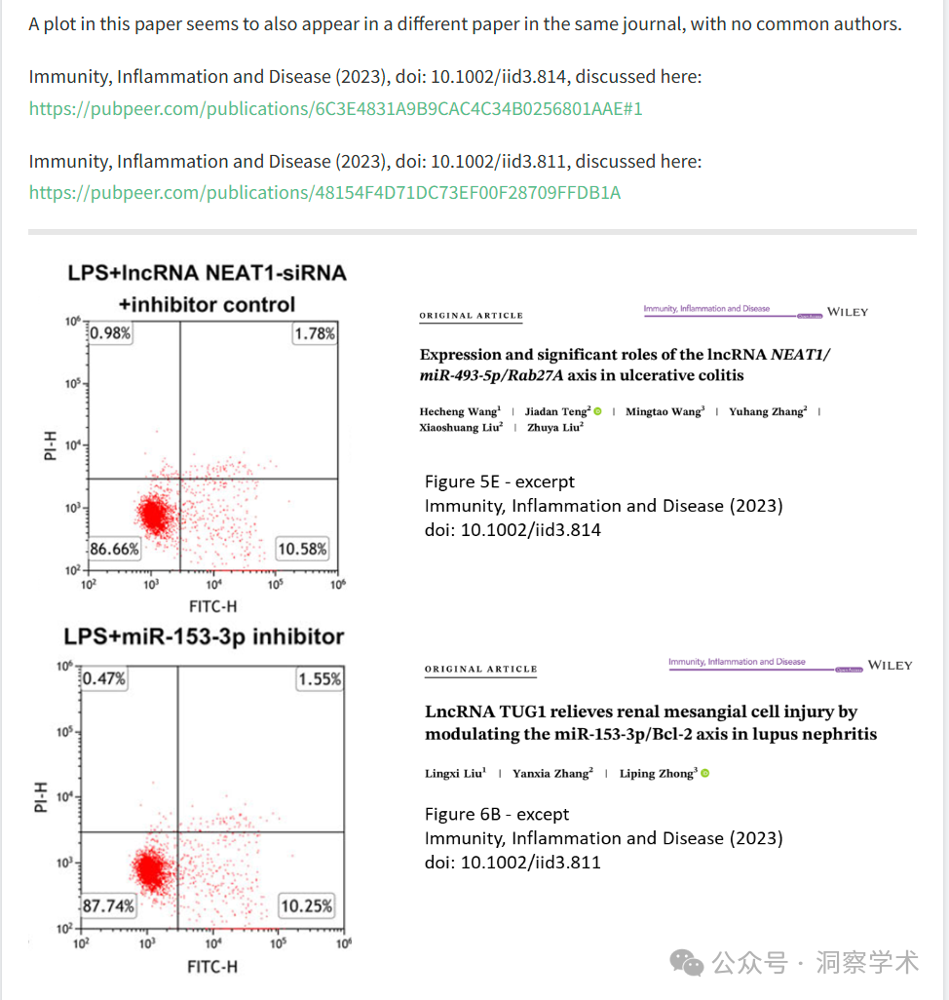 A plot in this paper seems to also appear in a different paper in the same journal, with no common authors.
Immunity, Inflammation and Disease (2023), doi: 10.1002/iid3.814, discussed here:
https://pubpeer.com/publications/6C3E4831A9B9CAC4C34B0256801AAE#1
Immunity, Inflammation and Disease (2023), doi: 10.1002/iid3.811, discussed here:
https://pubpeer.com/publications/48154F4D71DC73EF00F28709FFDB1A
LPS+lncRNA NEAT1-siRNA
+inhibitor control
10⁶
0.98%
1.78%
10⁵
10⁴
PI-H
10³
86.66%
10.58%
10²
10² 10³ 10⁴ 10⁵ 10⁶
FITC-H
ORIGINAL ARTICLE
Immunity, Inflammation and Disease
WILEY
Expression and significant roles of the lncRNA NEAT1/
miR-493-5p/Rab27A axis in ulcerative colitis
Hecheng Wang¹ | Jiadan Teng² | Mingtao Wang³ | Yuhang Zhang² |
Xiaoshuang Liu² | Zhuya Liu²
Figure 5E - excerpt
Immunity, Inflammation and Disease (2023)
doi: 10.1002/iid3.814
LPS+miR-153-3p inhibitor
10⁶
0.47%
1.55%
10⁵
10⁴
PI-H
10³
87.74%
10.25%
10²
10² 10³ 10⁴ 10⁵ 10⁶
FITC-H
ORIGINAL ARTICLE
Immunity, Inflammation and Disease
WILEY
LncRNA TUG1 relieves renal mesangial cell injury by
modulating the miR-153-3p/Bcl-2 axis in lupus nephritis
Lingxi Liu¹ | Yanxia Zhang² | Liping Zhong³
Figure 6B - except
Immunity, Inflammation and Disease (2023)
doi: 10.1002/iid3.811
公众号 · 洞察学术